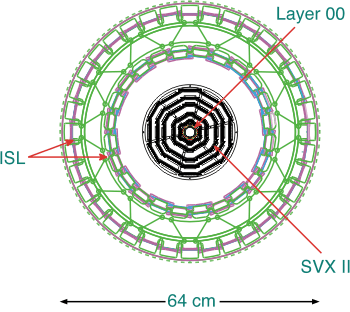 Layer 00
ISL
SVX II
64 cm